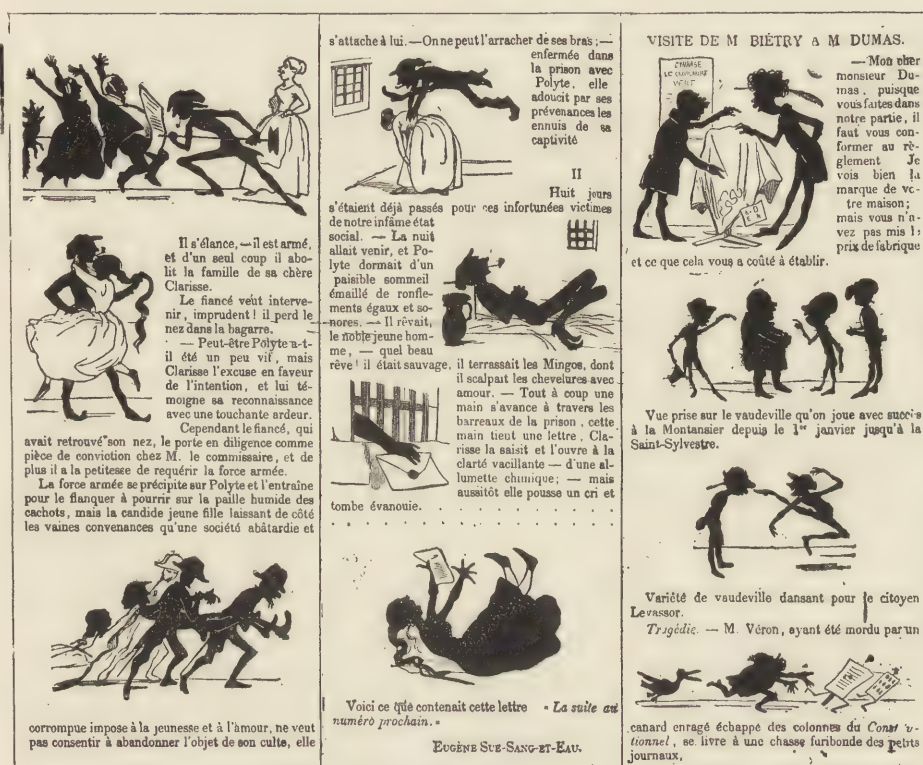 Il s'élance, — il est armé,
et d'un seul coup il abo-
lit la famille de sa chère
Clarisse.
Le fiancé veut interve-
nir, imprudent ! il perd le
nez dans la bagarre.
— Peut-être Polyte a-t-
il été un peu vif, mais
Clarisse l'excuse en faveur
de l'intention, et lui té-
moigne sa reconnaissance
avec une touchante ardeur.
Cependant le fiancé, qui
avait retrouvé son nez, le porte en diligence comme
pièce de conviction chez M. le commissaire, et de
plus il a la petitesse de requérir la force armée.
La force armée se précipite sur Polyte et l'entraîne
pour le flanquer à pourrir sur la paille humide des
cachots, mais la candide jeune fille laissant de côté
les vaines convenances qu'une société abâtardie et
corrompue impose à la jeunesse et à l'amour, ne veut
pas consentir à abandonner l'objet de son culte, elle
s'attache à lui. — On ne peut l'arracher de ses bras ; —
enfermée dans
la prison avec
Polyte, elle
adoucit par ses
prévenances les
ennuis de sa
captivité
II
Huit jours
s'étaient déjà passés pour ces infortunées victimes
de notre infâme état
social. — La nuit
allait venir, et Po-
lyte dormait d'un
paisible sommeil
émaillé de ronfle-
ments égaux et so-
nores. — Il rêvait,
le noble jeune hom-
me, — quel beau
rêve ! il était sauvage, il terrassait les Mingos, dont
il scalpait les chevelures avec
amour. — Tout à coup une
main s'avance à travers les
barreaux de la prison, cette
main tient une lettre, Cla-
risse la saisit et l'ouvre à la
clarté vacillante — d'une al-
lumette chimique ; — mais
aussitôt elle pousse un cri et
tombe évanouie.
Voici ce que contenait cette lettre « La suite au
numéro prochain. »
EUGÈNE SUE-SANG-ET-EAU.
VISITE DE M BIÉTRY A M DUMAS.
— Mon cher
monsieur Du-
mas, puisque
vous faites dans
notre partie, il
faut vous con-
former au rè-
glement Je
vois bien la
marque de vo-
tre maison ;
mais vous n'a-
vez pas mis le
prix de fabrique
et ce que cela vous a coûté à établir.
Vue prise sur le vaudeville qu'on joue avec succès
à la Montansier depuis le 1er janvier jusqu'à la
Saint-Sylvestre.
Variété de vaudeville dansant pour le citoyen
Levassor.
Tragédie. — M. Véron, ayant été mordu par un
canard enragé échappé des colonnes du Const
tionnel, se livre à une chasse furibonde des petits
journaux,